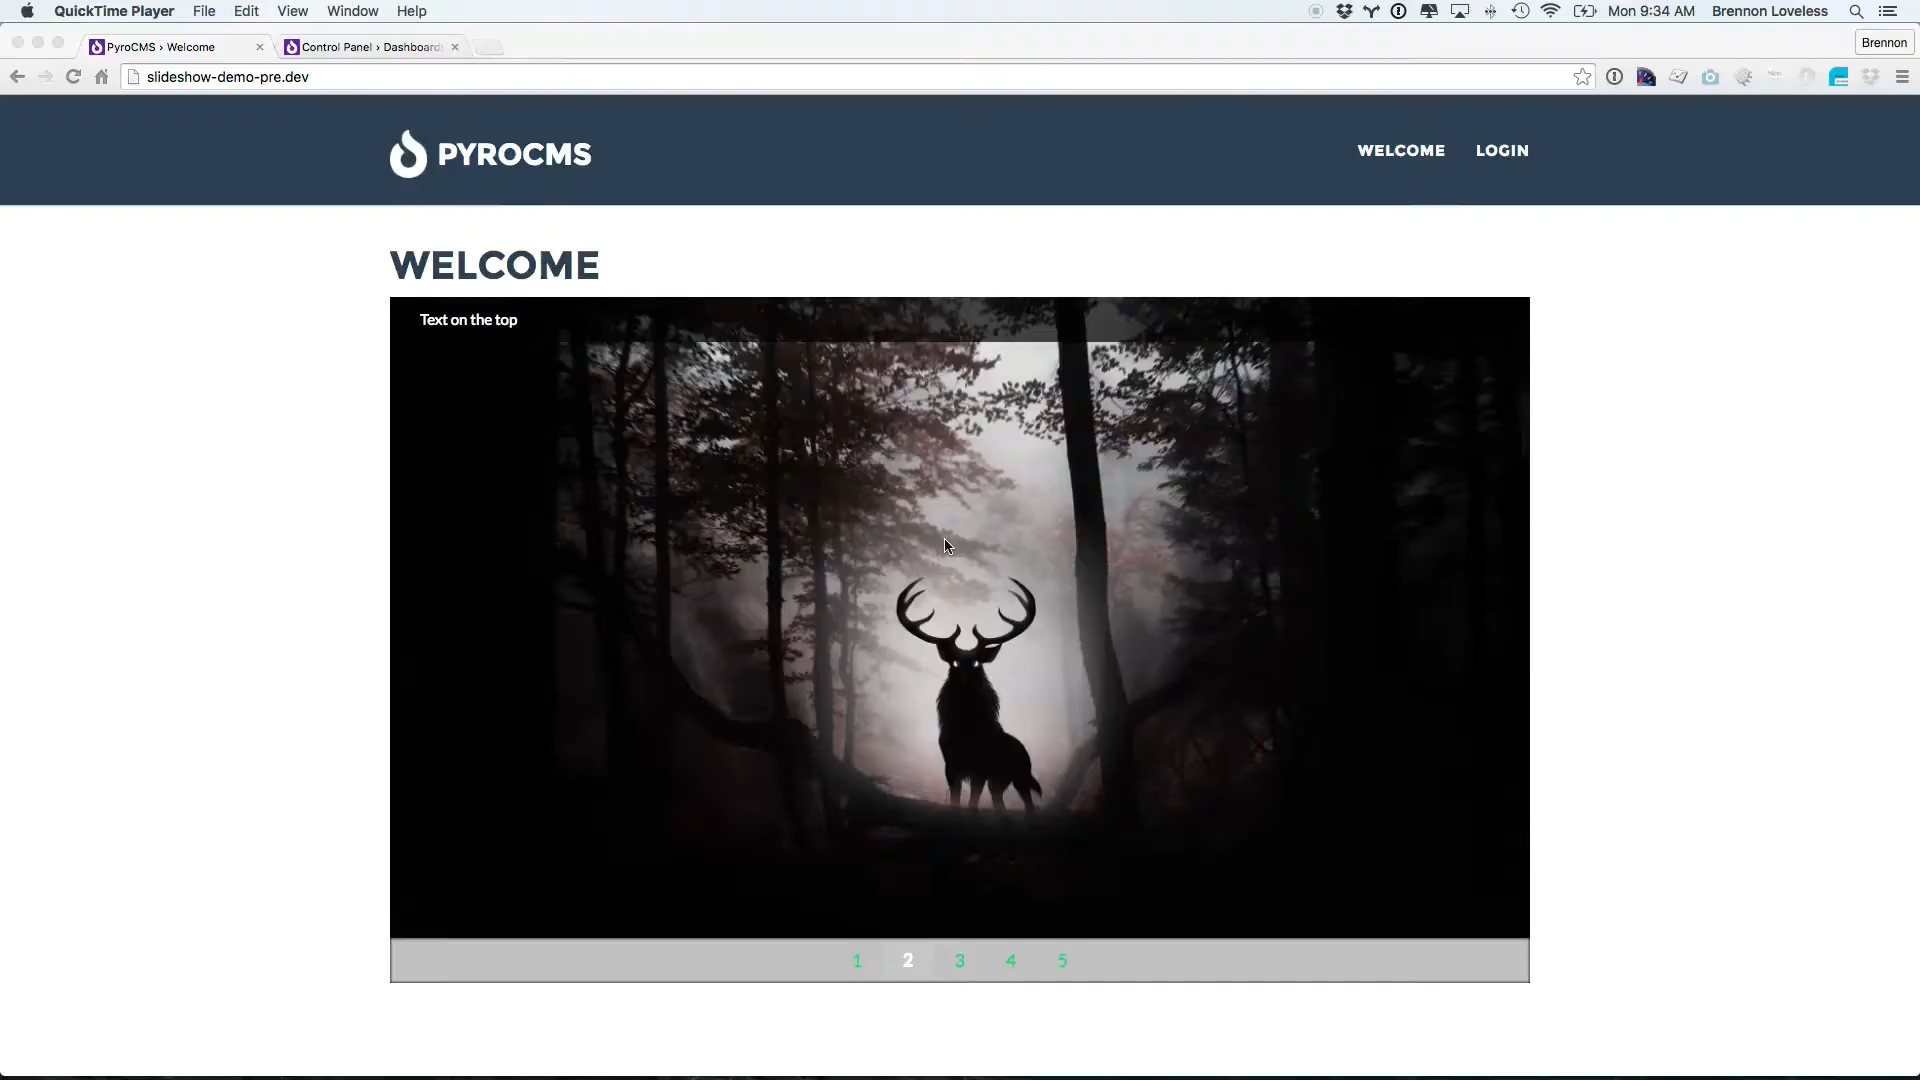 QuickTime Player File Edit View Window Help Mon 9:34 AM Brennon Loveless
PyroCMS › Welcome Control Panel › Dashboard Brennon
slideshow-demo-pre.dev
PYROCMS WELCOME LOGIN
WELCOME
Text on the top
1 2 3 4 5